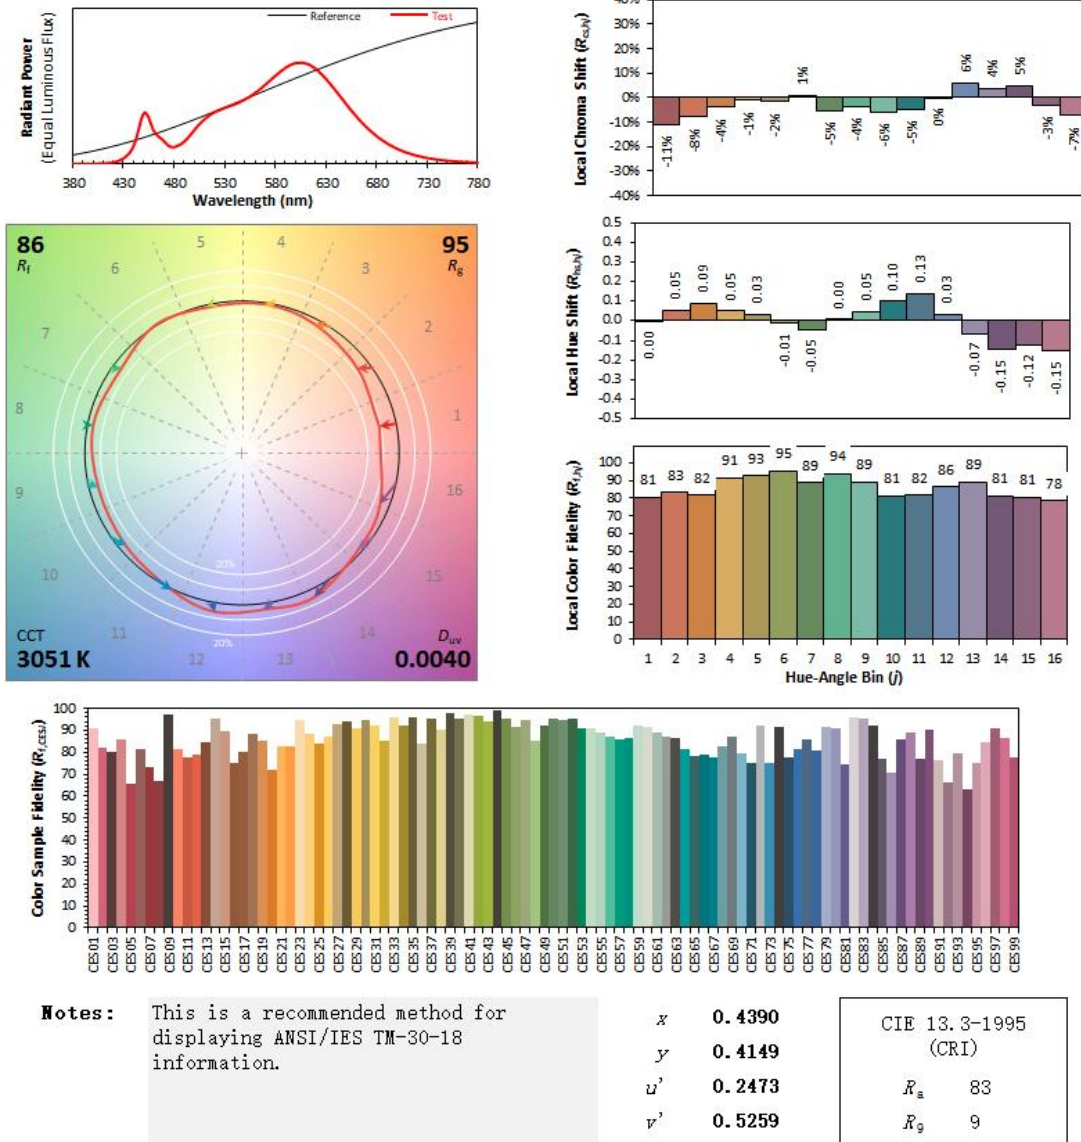 Reference Test
Radiant Power
(Equal Luminous Flux)
380 430 480 530 580 630 680 730 780
Wavelength (nm)
Local Chroma Shift (Rcs,hj)
40%
30%
20%
10%
0%
-10%
-20%
-30%
-40%
-11% -8% -4% -1% -2% 1% -5% -4% -6% -5% 0% 6% 4% 5% -3% -7%
86
Rf
95
Rg
1 2 3 4 5 6 7 8 9 10 11 12 13 14 15 16
20%
20%
CCT
3051 K
Duv
0.0040
Local Hue Shift (Rhs,hj)
0.5
0.4
0.3
0.2
0.1
0.0
-0.1
-0.2
-0.3
-0.4
-0.5
0.00 0.05 0.09 0.05 0.03 -0.01 -0.05 0.00 0.05 0.10 0.13 0.03 -0.07 -0.15 -0.12 -0.15
Local Color Fidelity (Rf,hj)
100
90
80
70
60
50
40
30
20
10
0
81 83 82 91 93 95 89 94 89 81 82 86 89 81 81 78
1 2 3 4 5 6 7 8 9 10 11 12 13 14 15 16
Hue-Angle Bin (j)
Color Sample Fidelity (Rf,CESi)
100
90
80
70
60
50
40
30
20
10
0
CES01 CES03 CES05 CES07 CES09 CES11 CES13 CES15 CES17 CES19 CES21 CES23 CES25 CES27 CES29 CES31 CES33 CES35 CES37 CES39 CES41 CES43 CES45 CES47 CES49 CES51 CES53 CES55 CES57 CES59 CES61 CES63 CES65 CES67 CES69 CES71 CES73 CES75 CES77 CES79 CES81 CES83 CES85 CES87 CES89 CES91 CES93 CES95 CES97 CES99
Notes: This is a recommended method for
displaying ANSI/IES TM-30-18
information.
x 0.4390
y 0.4149
u' 0.2473
v' 0.5259
CIE 13.3-1995
(CRI)
Ra 83
R9 9